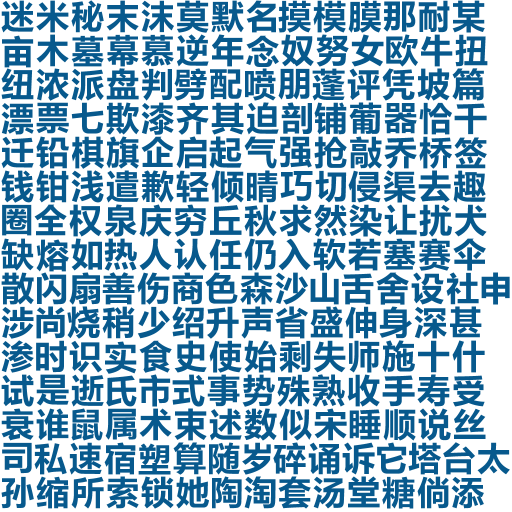 迷米秘末沫莫默名摸模膜那耐某
亩木墓幕慕逆年念奴努女欧牛扭
纽浓派盘判劈配喷朋蓬评凭坡篇
漂票七欺漆齐其迫剖铺葡器恰千
迁铅棋旗企启起气强抢敲乔桥签
钱钳浅遣歉轻倾晴巧切侵渠去趣
圈全权泉庆穷丘秋求然染让扰犬
缺熔如热人认任仍入软若塞赛伞
散闪扇善伤商色森沙山舌舍设社申
涉尚烧稍少绍升声省盛伸身深甚
渗时识实食史使始剩失师施十什
试是逝氏市式事势殊熟收手寿受
衰谁鼠属术束述数似宋睡顺说丝
司私速宿塑算随岁碎诵诉它塔台太
孙缩所索锁她陶淘套汤堂糖倘添